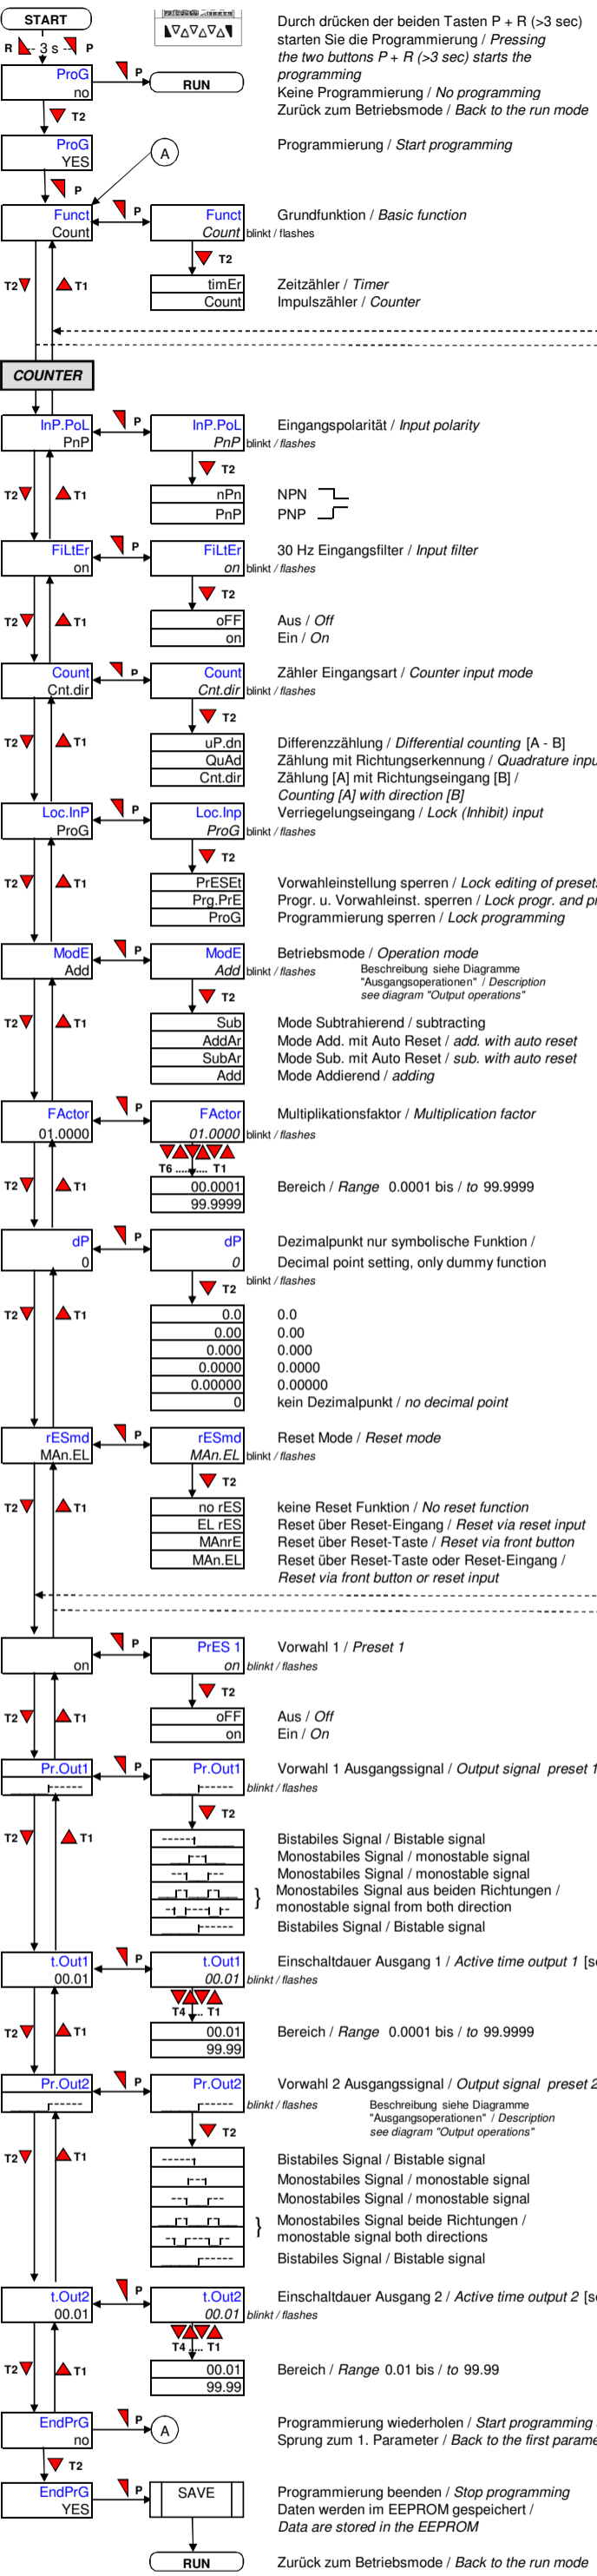 START
R -- 3 s -- P
Durch drücken der beiden Tasten P + R (>3 sec)
starten Sie die Programmierung / Pressing
the two buttons P + R (>3 sec) starts the
programming
ProG
no
P
RUN
Keine Programmierung / No programming
Zurück zum Betriebsmode / Back to the run mode
T2
ProG
YES
A
Programmierung / Start programming
P
Funct
Count
P
Funct
Count blinkt / flashes
Grundfunktion / Basic function
T2
T2 T1
timEr
Count
Zeitzähler / Timer
Impulszähler / Counter
COUNTER
InP.PoL
PnP
P
InP.PoL
PnP blinkt / flashes
Eingangspolarität / Input polarity
T2
T2 T1
nPn
PnP
NPN
PNP
FiLtEr
on
P
FiLtEr
on blinkt / flashes
30 Hz Eingangsfilter / Input filter
T2
T2 T1
oFF
on
Aus / Off
Ein / On
Count
Cnt.dir
P
Count
Cnt.dir blinkt / flashes
Zähler Eingangsart / Counter input mode
T2
T2 T1
uP.dn
QuAd
Cnt.dir
Differenzzählung / Differential counting [A - B]
Zählung mit Richtungserkennung / Quadrature inpu
Zählung [A] mit Richtungseingang [B] /
Counting [A] with direction [B]
Loc.InP
ProG
P
Loc.Inp
ProG blinkt / flashes
Verriegelungseingang / Lock (Inhibit) input
T2
T2 T1
PrESEt
Prg.PrE
ProG
Vorwahleinstellung sperren / Lock editing of presets
Progr. u. Vorwahleinst. sperren / Lock progr. and pr
Programmierung sperren / Lock programming
ModE
Add
P
ModE
Add blinkt / flashes
Betriebsmode / Operation mode
Beschreibung siehe Diagramme
"Ausgangsoperationen" / Description
see diagram "Output operations"
T2
T2 T1
Sub
AddAr
SubAr
Add
Mode Subtrahierend / subtracting
Mode Add. mit Auto Reset / add. with auto reset
Mode Sub. mit Auto Reset / sub. with auto reset
Mode Addierend / adding
FActor
01.0000
P
FActor
01.0000 blinkt / flashes
Multiplikationsfaktor / Multiplication factor
T6 .......... T1
T2 T1
00.0001
99.9999
Bereich / Range 0.0001 bis / to 99.9999
dP
0
P
dP
0
blinkt / flashes
Dezimalpunkt nur symbolische Funktion /
Decimal point setting, only dummy function
T2
T2 T1
0.0
0.00
0.000
0.0000
0.00000
0
0.0
0.00
0.000
0.0000
0.00000
kein Dezimalpunkt / no decimal point
rESmd
MAn.EL
P
rESmd
MAn.EL blinkt / flashes
Reset Mode / Reset mode
T2
T2 T1
no rES
EL rES
MAnrE
MAn.EL
keine Reset Funktion / No reset function
Reset über Reset-Eingang / Reset via reset input
Reset über Reset-Taste / Reset via front button
Reset über Reset-Taste oder Reset-Eingang /
Reset via front button or reset input
on
P
PrES 1
on blinkt / flashes
Vorwahl 1 / Preset 1
T2
T2 T1
oFF
on
Aus / Off
Ein / On
Pr.Out1
P
Pr.Out1
blinkt / flashes
Vorwahl 1 Ausgangssignal / Output signal preset 1
T2
T2 T1
Bistabiles Signal / Bistable signal
Monostabiles Signal / monostable signal
Monostabiles Signal / monostable signal
} Monostabiles Signal aus beiden Richtungen /
monostable signal from both direction
Bistabiles Signal / Bistable signal
t.Out1
00.01
P
t.Out1
00.01 blinkt / flashes
Einschaltdauer Ausgang 1 / Active time output 1 [se
T4 .... T1
T2 T1
00.01
99.99
Bereich / Range 0.0001 bis / to 99.9999
Pr.Out2
P
Pr.Out2
blinkt / flashes
Vorwahl 2 Ausgangssignal / Output signal preset 2
Beschreibung siehe Diagramme
"Ausgangsoperationen" / Description
see diagram "Output operations"
T2
T2 T1
Bistabiles Signal / Bistable signal
Monostabiles Signal / monostable signal
Monostabiles Signal / monostable signal
} Monostabiles Signal beide Richtungen /
monostable signal both directions
Bistabiles Signal / Bistable signal
t.Out2
00.01
P
t.Out2
00.01 blinkt / flashes
Einschaltdauer Ausgang 2 / Active time output 2 [se
T4 .... T1
T2 T1
00.01
99.99
Bereich / Range 0.01 bis / to 99.99
EndPrG
no
P
A
Programmierung wiederholen / Start programming
Sprung zum 1. Parameter / Back to the first parame
T2
EndPrG
YES
P
SAVE
Programmierung beenden / Stop programming
Daten werden im EEPROM gespeichert /
Data are stored in the EEPROM
RUN
Zurück zum Betriebsmode / Back to the run mode